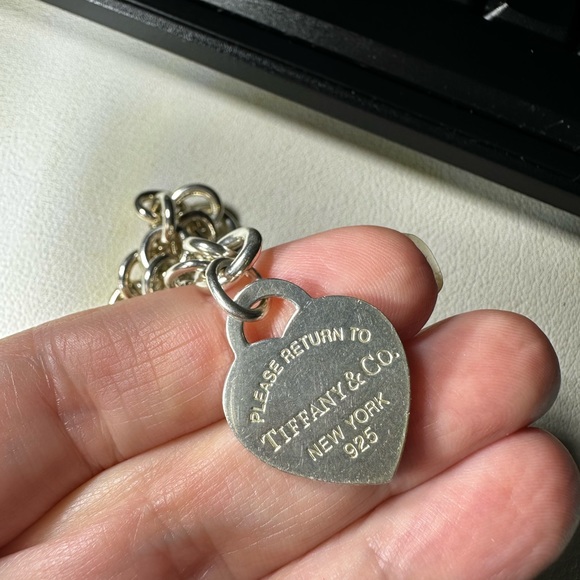 PLEASE RETURN TO
TIFFANY & CO.
NEW YORK
925